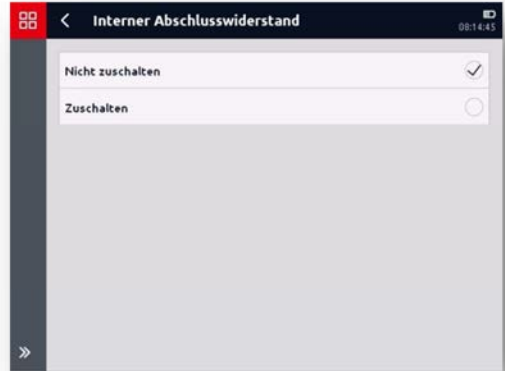 Interner Abschlusswiderstand
08:14:45
Nicht zuschalten
Zuschalten